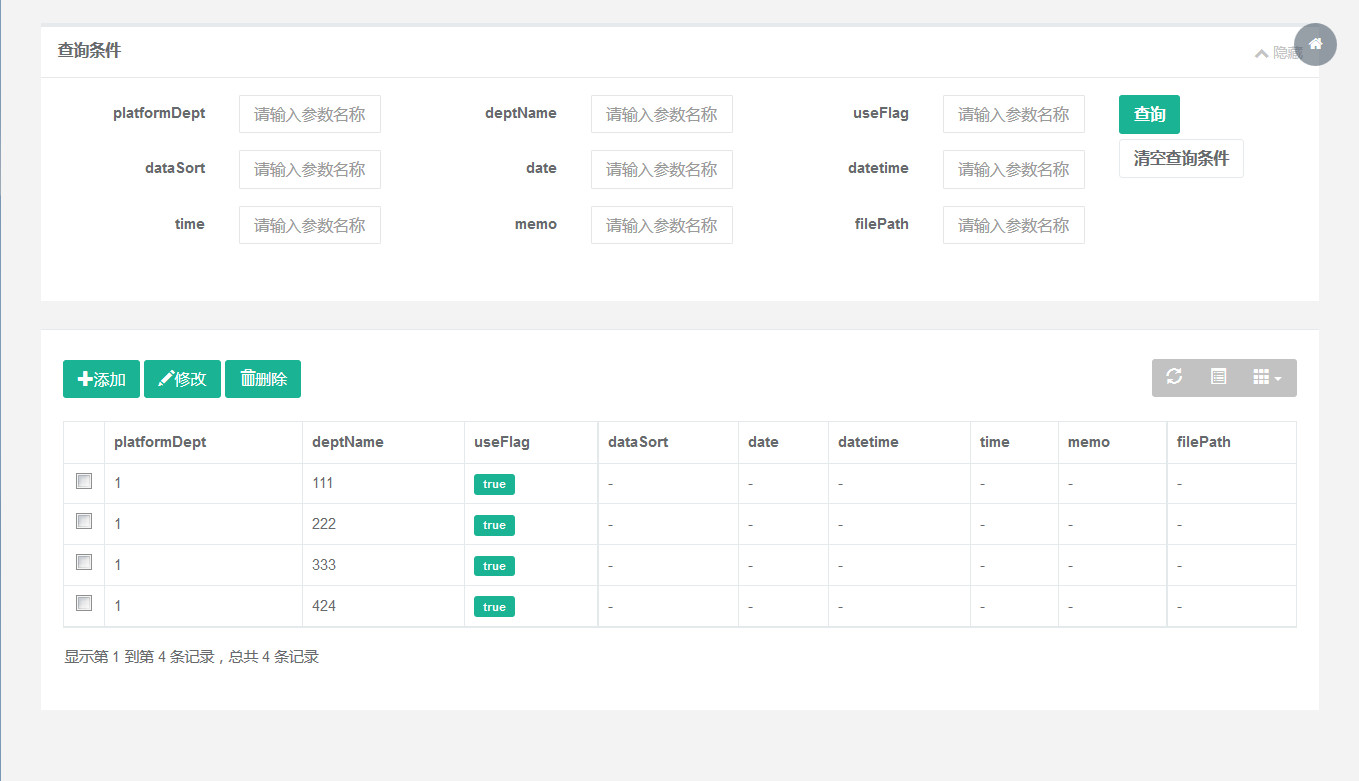 查询条件
隐藏
platformDept 请输入参数名称 deptName 请输入参数名称 useFlag 请输入参数名称 查询
清空查询条件
dataSort 请输入参数名称 date 请输入参数名称 datetime 请输入参数名称
time 请输入参数名称 memo 请输入参数名称 filePath 请输入参数名称
添加 修改 删除
platformDept deptName useFlag dataSort date datetime time memo filePath
1 111 true - - - - - -
1 222 true - - - - - -
1 333 true - - - - - -
1 424 true - - - - - -
显示第 1 到第 4 条记录，总共 4 条记录